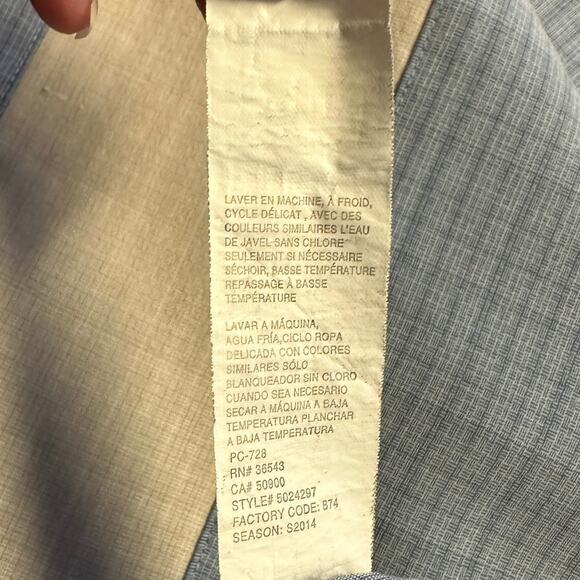 LAVER EN MACHINE, À FROID,
CYCLE DÉLICAT , AVEC DES
COULEURS SIMILAIRES L'EAU
DE JAVEL SANS CHLORE
SEULEMENT SI NÉCESSAIRE
SÉCHOIR, BASSE TEMPÉRATURE
REPASSAGE À BASSE
TEMPÉRATURE
LAVAR A MÁQUINA,
AGUA FRÍA,CICLO ROPA
DELICADA CON COLORES
SIMILARES SÓLO
BLANQUEADOR SIN CLORO
CUANDO SEA NECESARIO
SECAR A MÁQUINA A BAJA
TEMPERATURA PLANCHAR
A BAJA TEMPERATURA
PC-728
RN# 36543
CA# 50900
STYLE# 5024297
FACTORY CODE: B74
SEASON: S2014